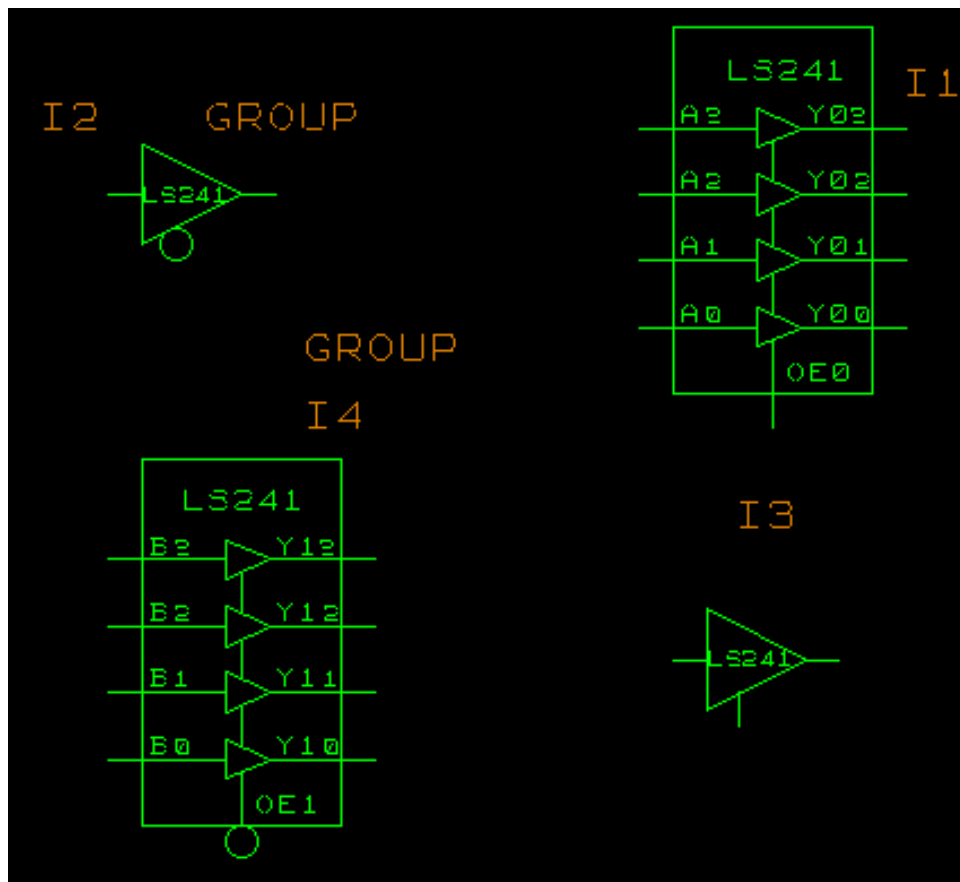 I2 GROUP
LS241
LS241
I1
A3 Y03
A2 Y02
A1 Y01
A0 Y00
OE0
GROUP
I4
LS241
B3 Y13
B2 Y12
B1 Y11
B0 Y10
OE1
I3
LS241